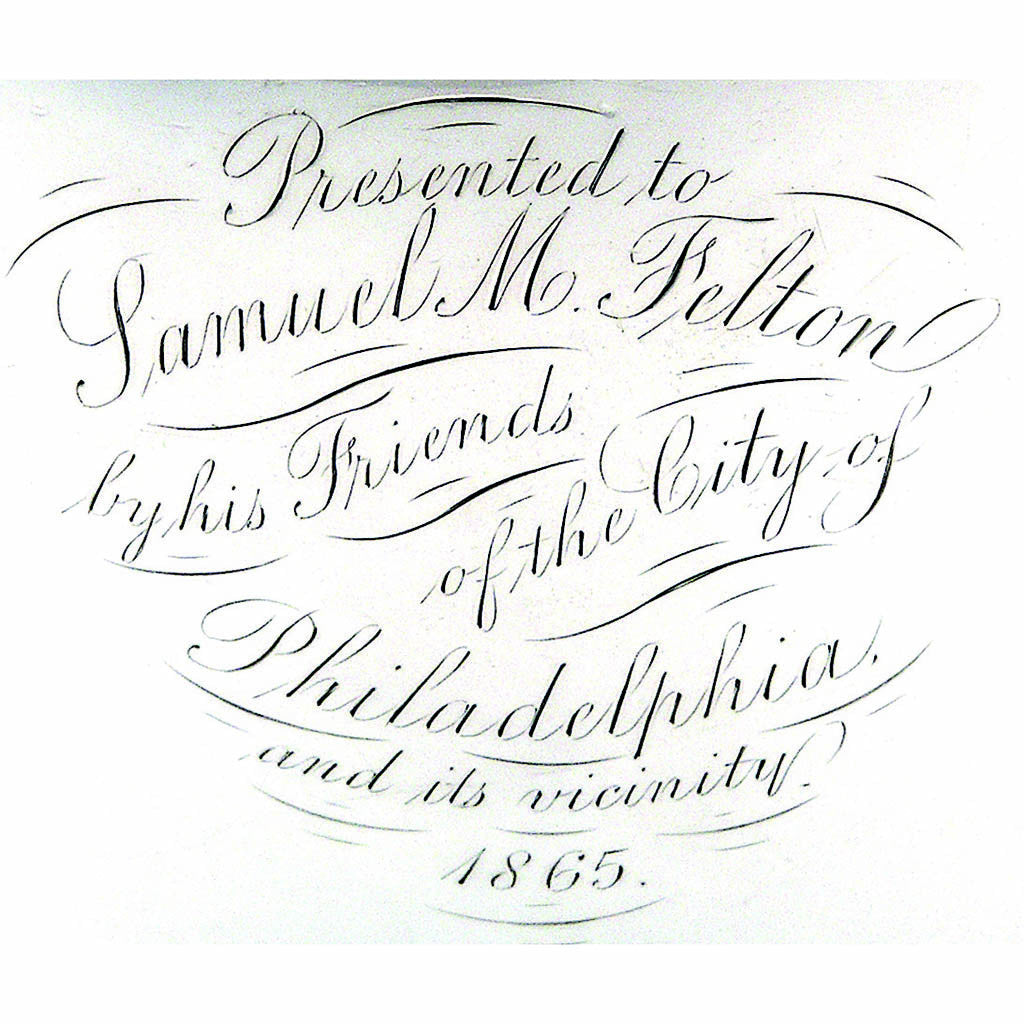 Presented to
Samuel M. Felton
by his Friends
of the City of
Philadelphia,
and its vicinity.
1865.